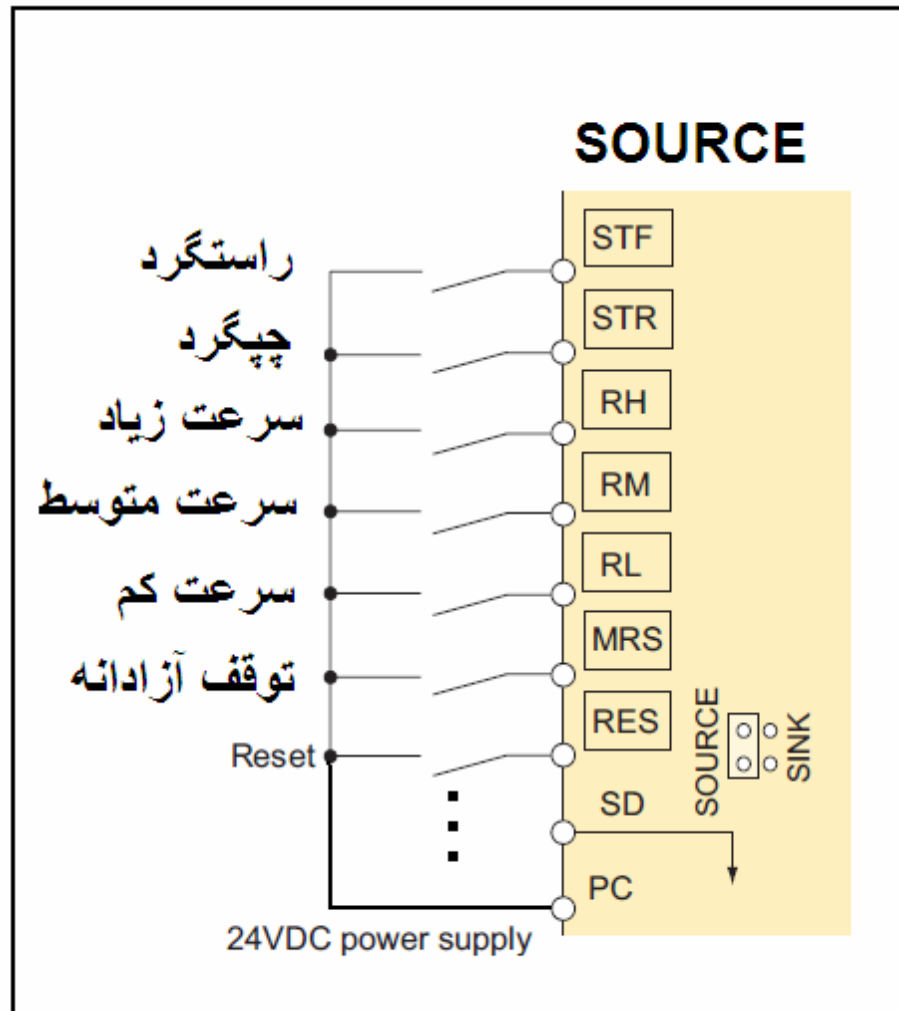 SOURCE
راستگرد
STF
چپگرد
STR
سرعت زیاد
RH
سرعت متوسط
RM
سرعت کم
RL
توقف آزادانه
MRS
Reset
RES
SOURCE
SINK
SD
PC
24VDC power supply